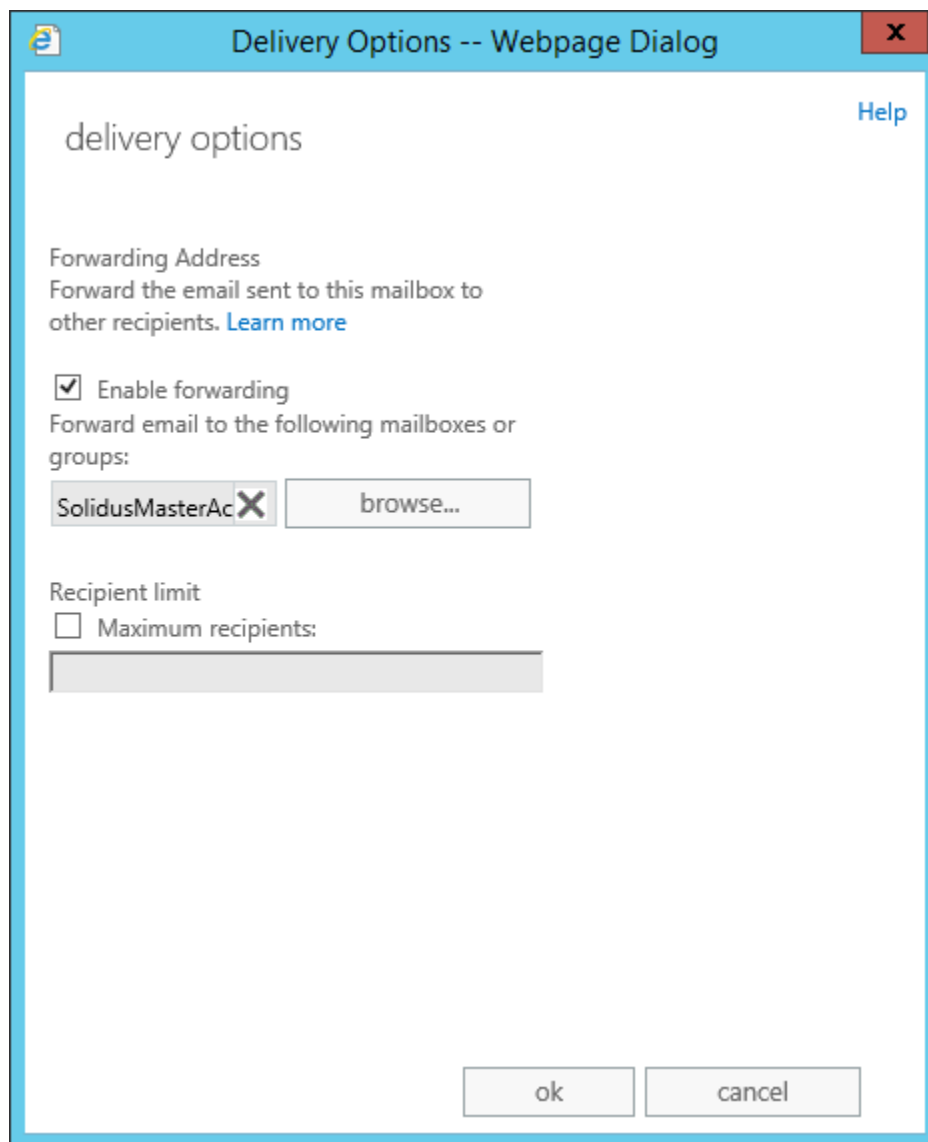 Delivery Options -- Webpage Dialog
x
Help
delivery options
Forwarding Address
Forward the email sent to this mailbox to
other recipients. Learn more
Enable forwarding
Forward email to the following mailboxes or
groups:
SolidusMasterAc
browse...
Recipient limit
Maximum recipients:
ok
cancel